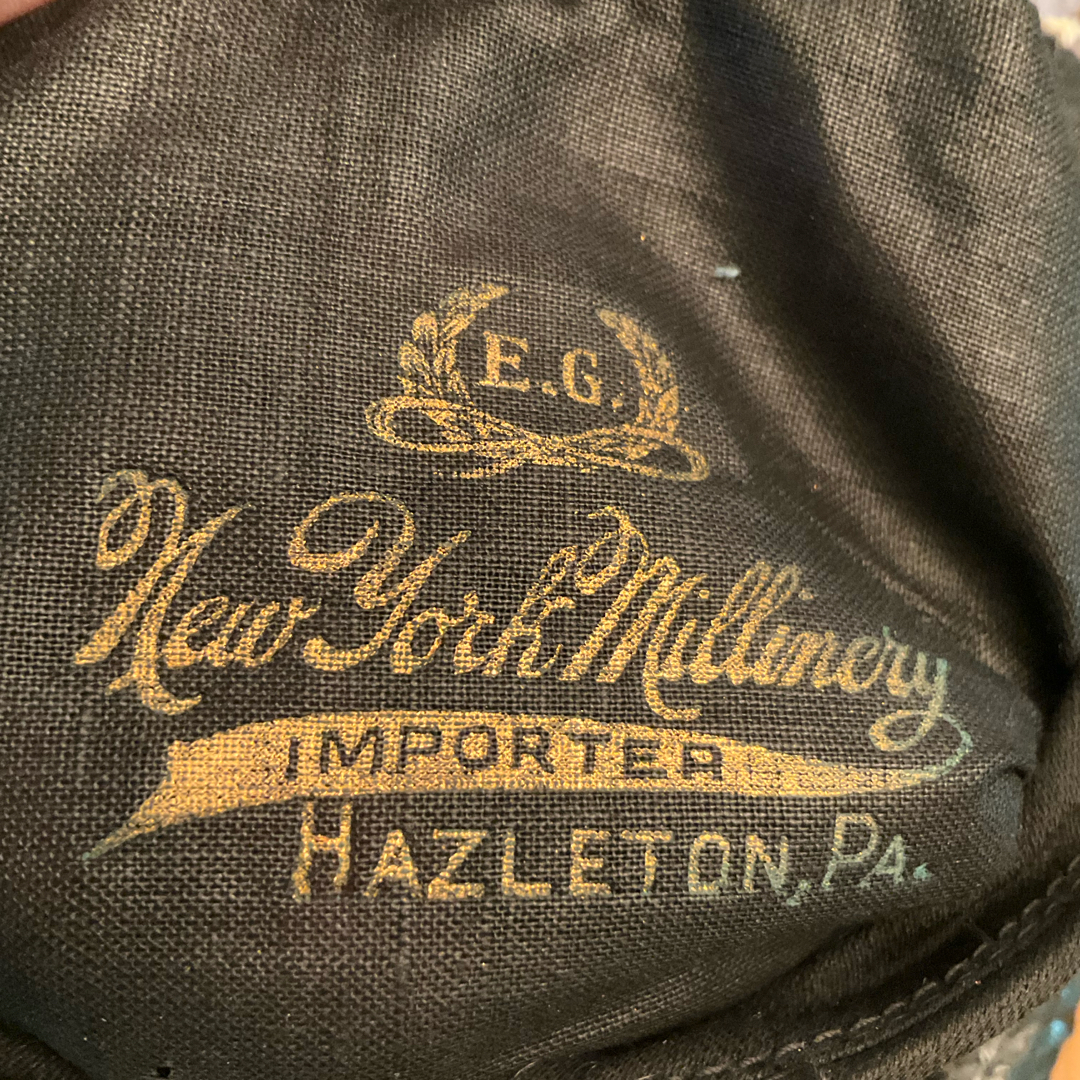 E.G.
New York Millinery
IMPORTER
HAZLETON, PA.